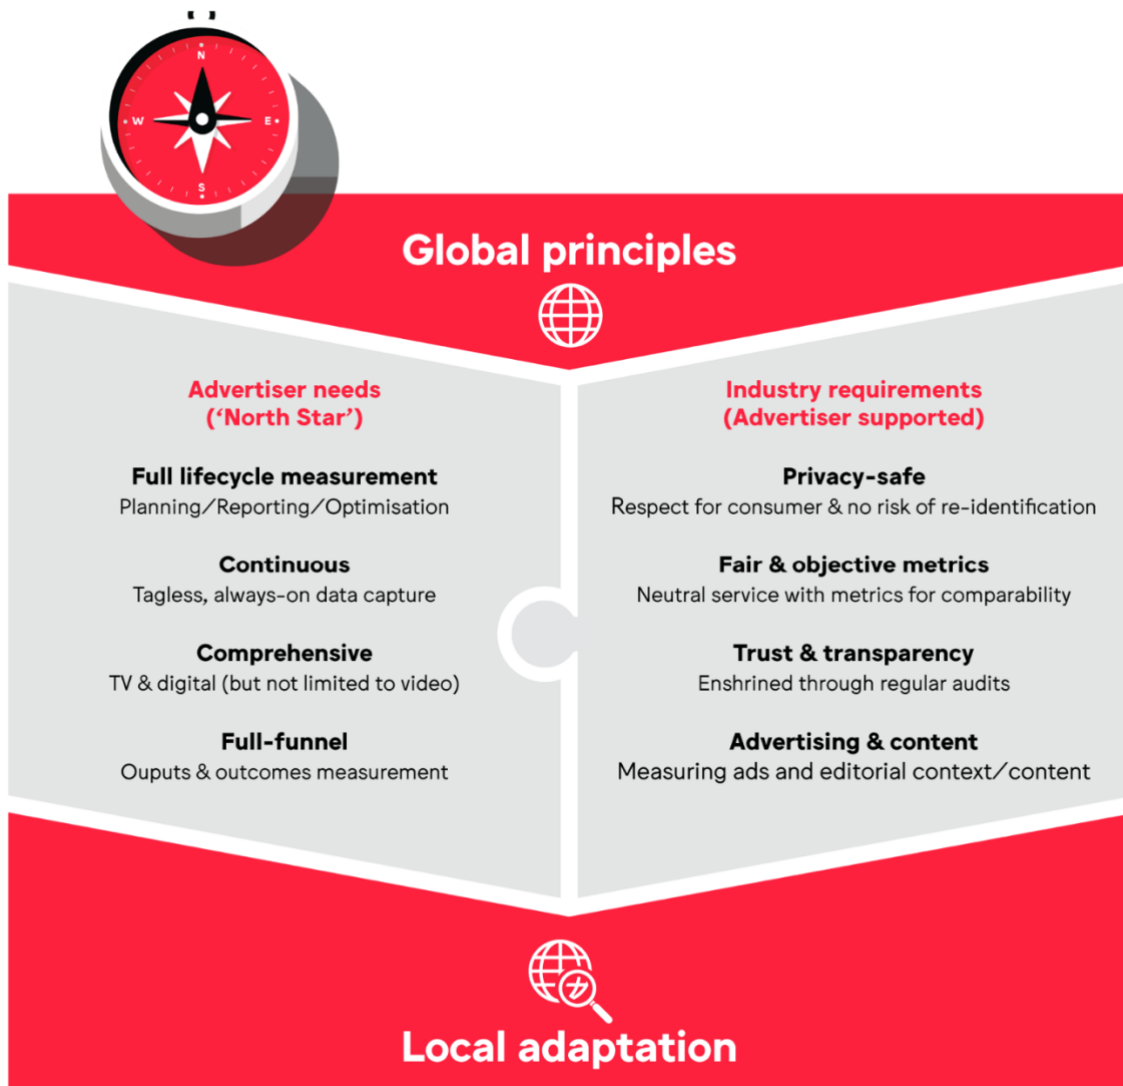 N
W
E
S
Global principles
Advertiser needs
(‘North Star’)
Full lifecycle measurement
Planning/Reporting/Optimisation
Continuous
Tagless, always-on data capture
Comprehensive
TV & digital (but not limited to video)
Full-funnel
Ouputs & outcomes measurement
Industry requirements
(Advertiser supported)
Privacy-safe
Respect for consumer & no risk of re-identification
Fair & objective metrics
Neutral service with metrics for comparability
Trust & transparency
Enshrined through regular audits
Advertising & content
Measuring ads and editorial context/content
Local adaptation